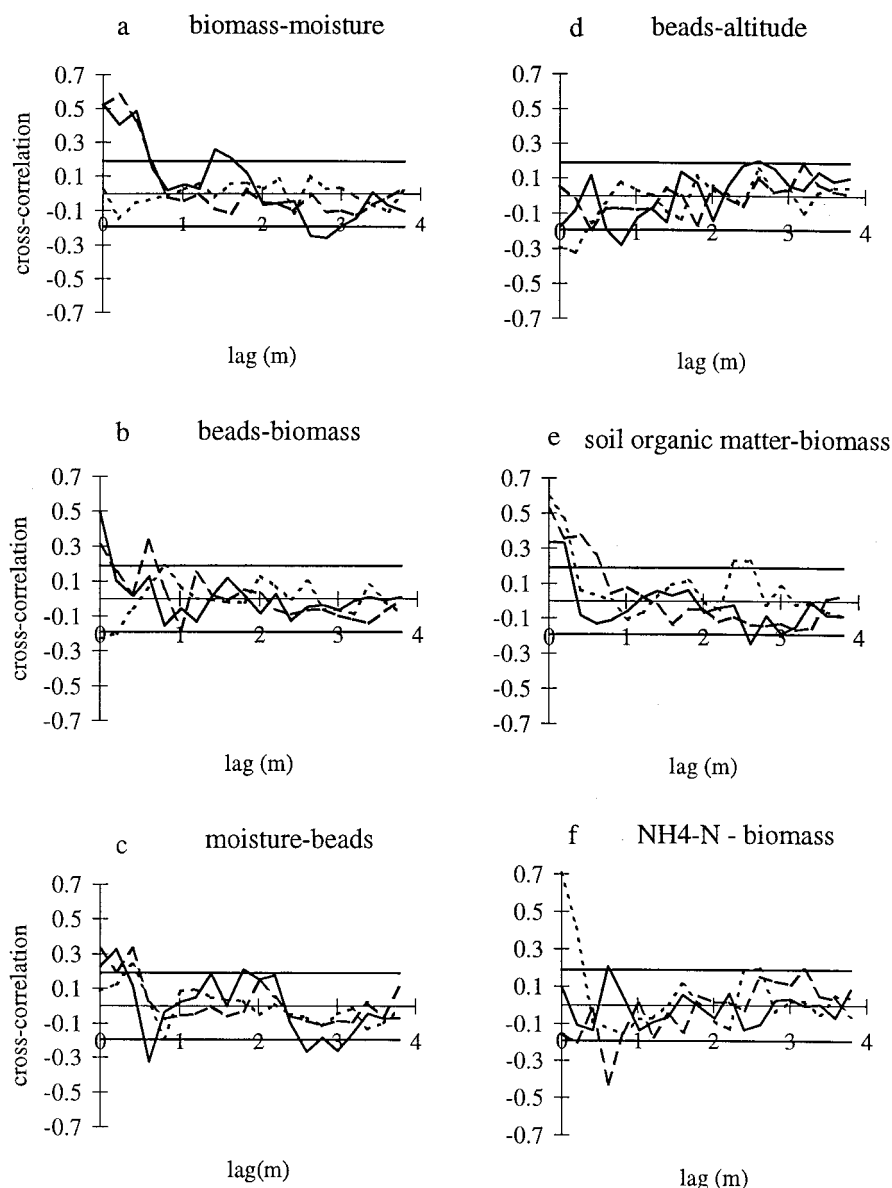 a biomass-moisture
0.7
0.5
0.3
0.1
-0.1
-0.3
-0.5
-0.7
0 1 2 3 4
cross-correlation
lag (m)
b beads-biomass
0.7
0.5
0.3
0.1
-0.1
-0.3
-0.5
-0.7
0 1 2 3 4
cross-correlation
lag (m)
c moisture-beads
0.7
0.5
0.3
0.1
-0.1
-0.3
-0.5
-0.7
0 1 2 3 4
cross-correlation
lag(m)
d beads-altitude
0.7
0.5
0.3
0.1
-0.1
-0.3
-0.5
-0.7
0 1 2 3 4
lag (m)
e soil organic matter-biomass
0.7
0.5
0.3
0.1
-0.1
-0.3
-0.5
-0.7
0 1 2 3 4
lag (m)
f NH4-N - biomass
0.7
0.5
0.3
0.1
-0.1
-0.3
-0.5
-0.7
0 1 2 3 4
lag (m)